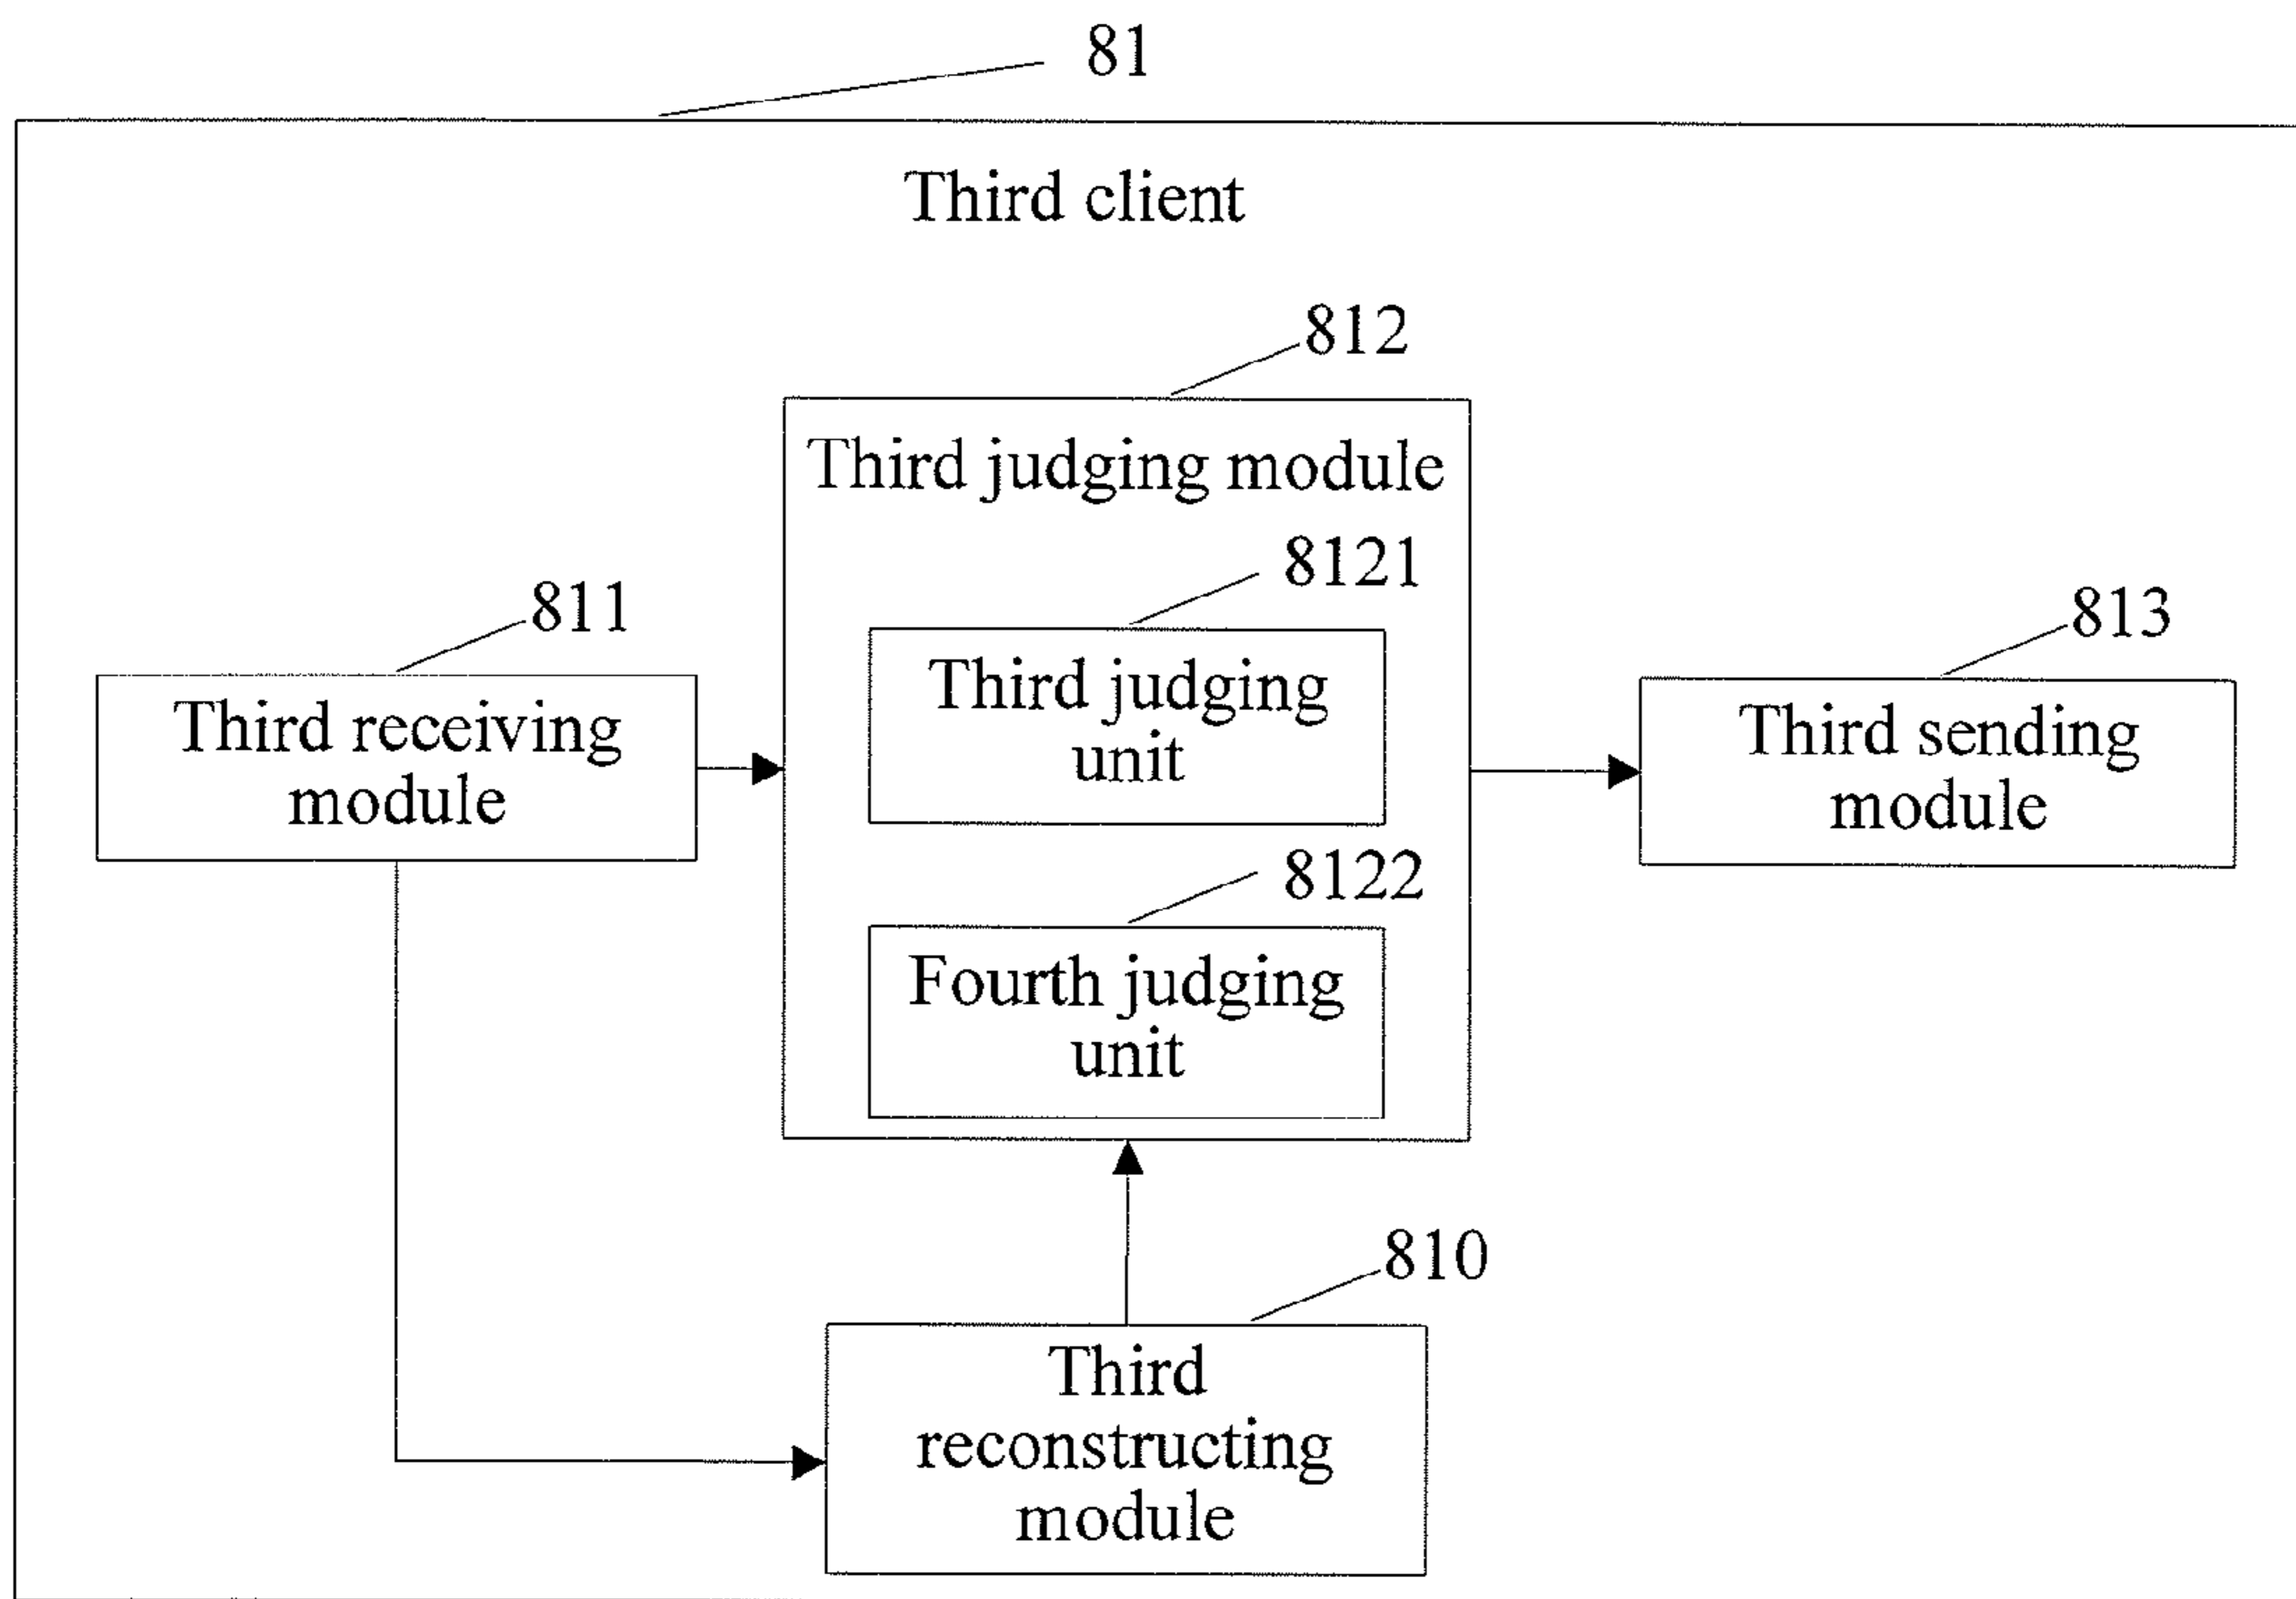 81
Third client
812
Third judging module
8121
811
813
Third judging
unit
Third receiving
module
Third sending
module
8122
Fourth judging
unit
810
Third
reconstructing
module